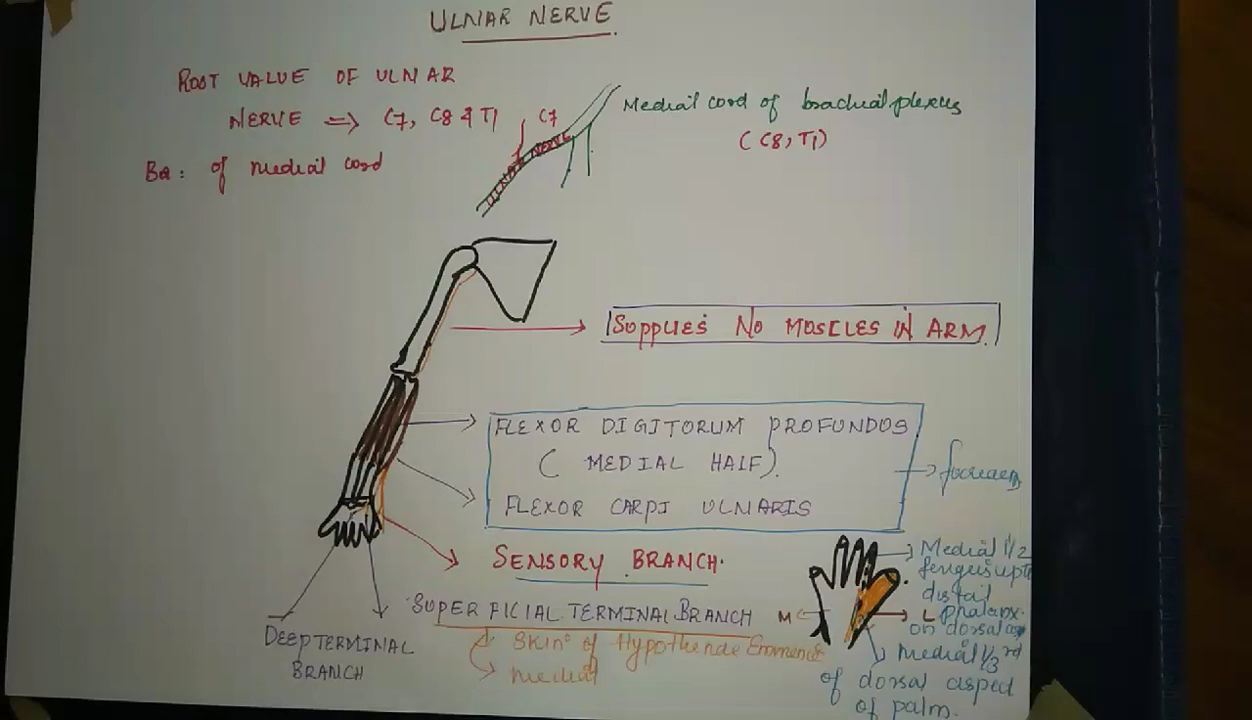 ULNAR NERVE
ROOT VALUE OF ULNAR
NERVE => C7, C8 & T1
Br: of medial cord
C7
Medial cord of brachial plexus
(C8, T1)
SUPPLIES NO MUSCLES IN ARM.
FLEXOR DIGITORUM PROFUNDUS
( MEDIAL HALF).
FLEXOR CARPI ULNARIS
SENSORY BRANCH.
SUPERFICIAL TERMINAL BRANCH
Skin of Hypothenar
medial
DEEP TERMINAL
BRANCH
M
L
Medial 1/2
fingers upto
distal
phalanx.
on dorsal
medial 1/3rd
of dorsal aspect
of palm.